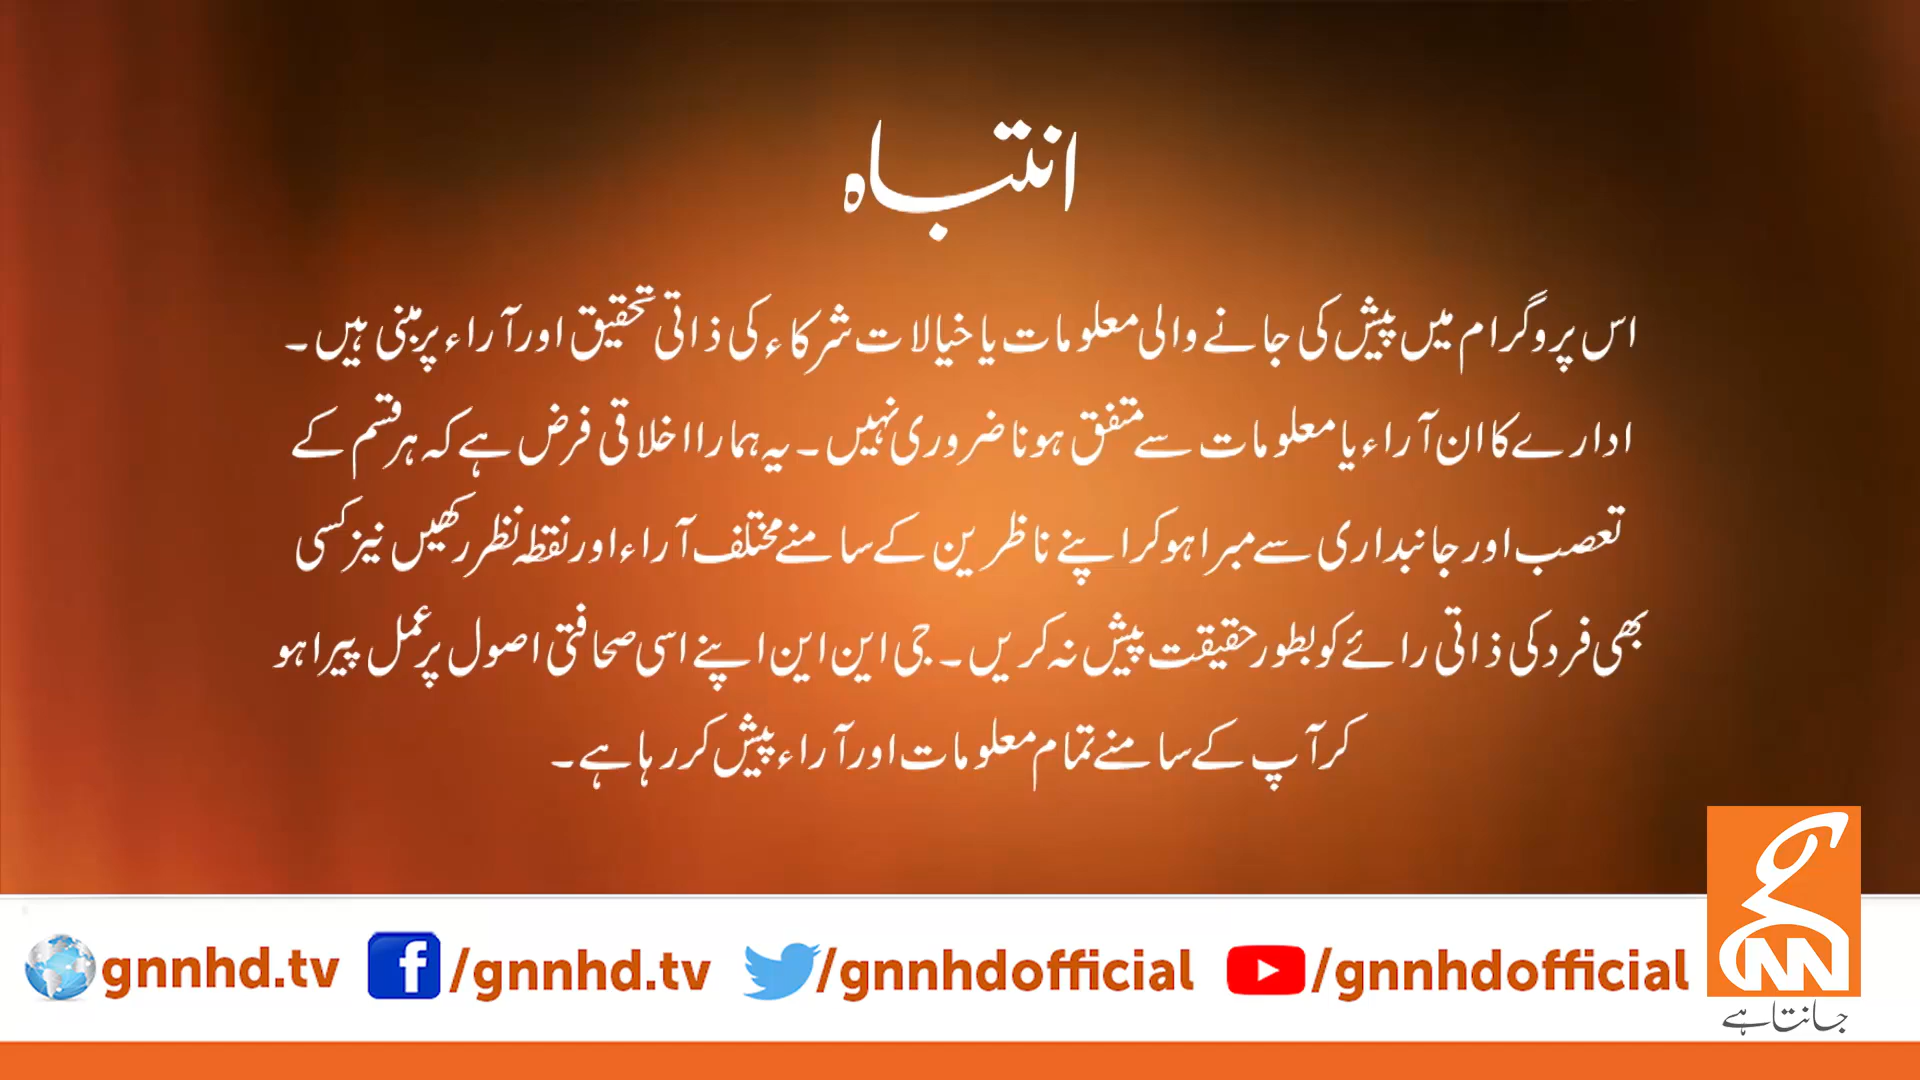 انتباہ
اس پروگرام میں پیش کی جانے والی معلومات یا خیالات شرکاء کی ذاتی تحقیق اور آراء پر مبنی ہیں۔
ادارے کا ان آراء یا معلومات سے متفق ہونا ضروری نہیں۔ یہ ہمارا اخلاقی فرض ہے کہ ہر قسم کے
تعصب اور جانبداری سے مبرا ہو کر اپنے ناظرین کے سامنے مختلف آراء اور نقطہ نظر رکھیں نیز کسی
بھی فرد کی ذاتی رائے کو بطور حقیقت پیش نہ کریں۔ جی این این اپنے اسی صحافتی اصول پر عمل پیرا ہو
کر آپ کے سامنے تمام معلومات اور آراء پیش کر رہا ہے۔
gnnhd.tv /gnnhd.tv /gnnhdofficial /gnnhdofficial
GNN
جانتا ہے